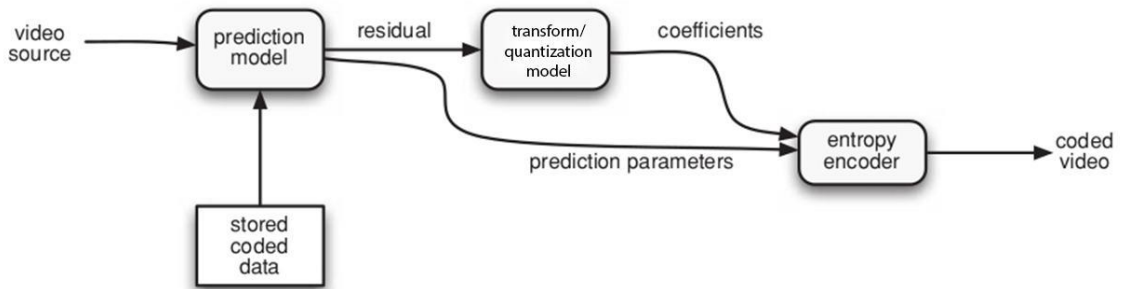 video
source
prediction
model
residual
transform/
quantization
model
coefficients
prediction parameters
entropy
encoder
coded
video
stored
coded
data